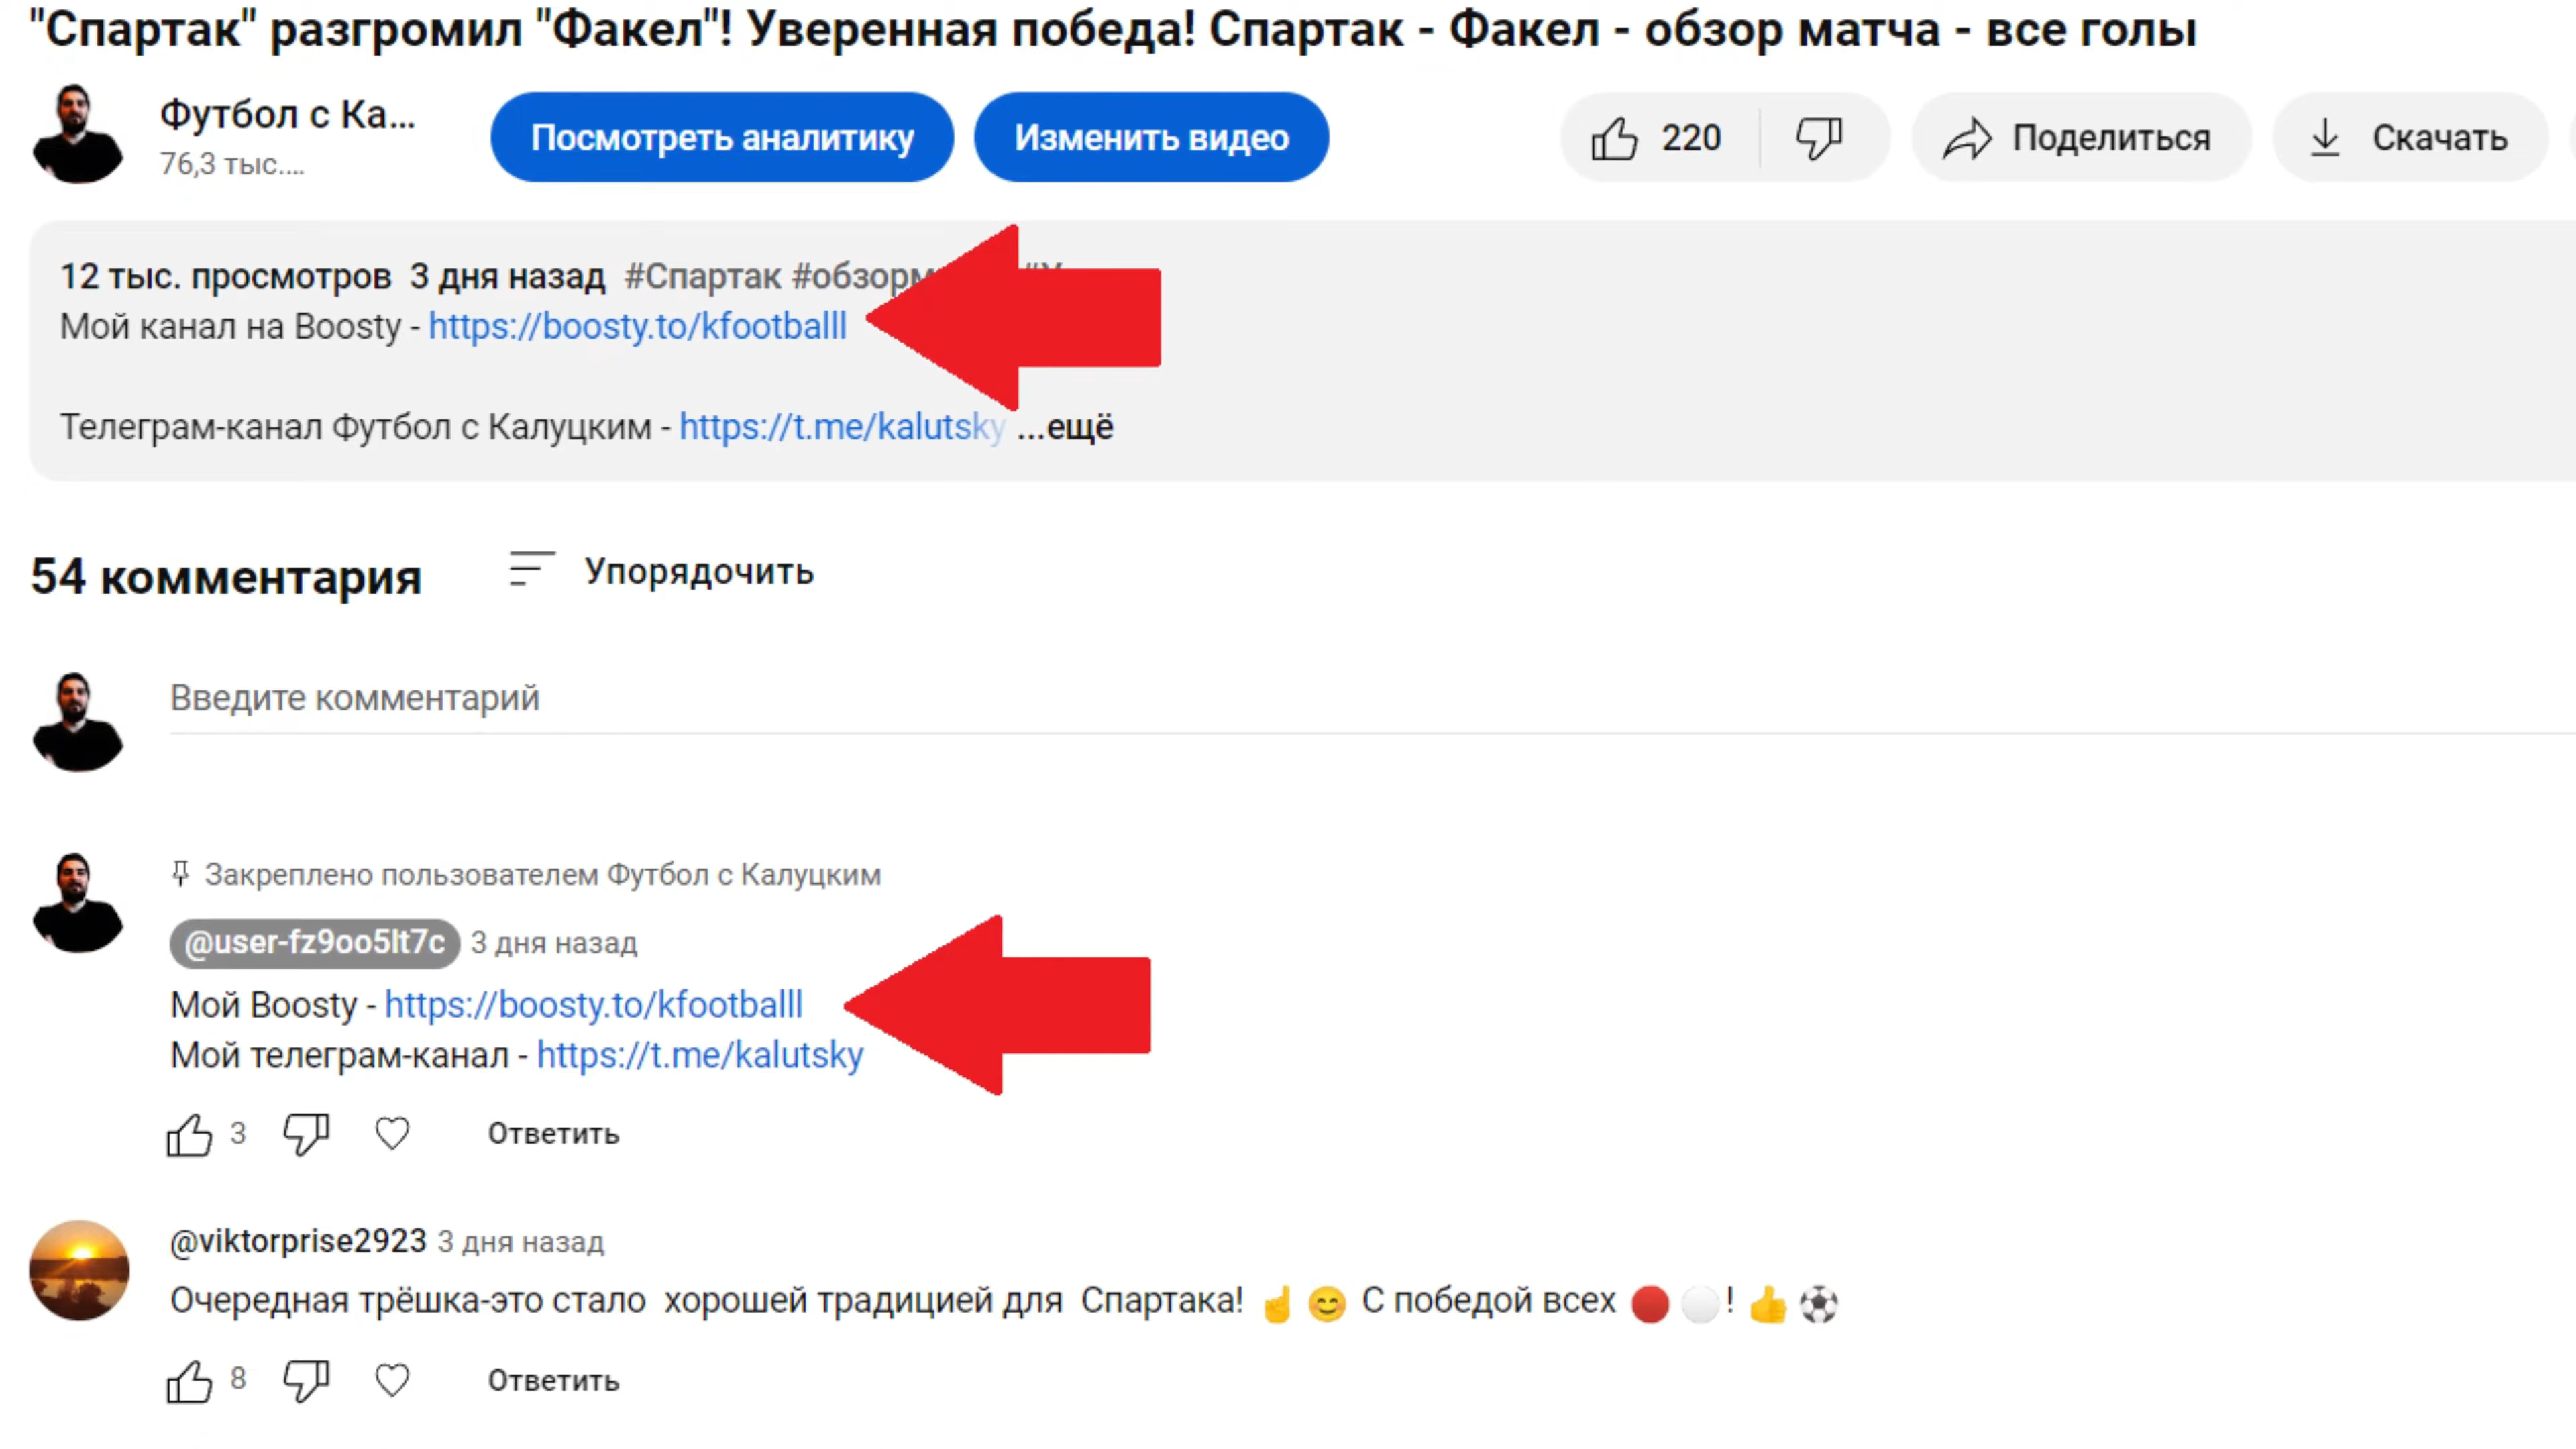 "Спартак" разгромил "Факел"! Уверенная победа! Спартак - Факел - обзор матча - все голы
Футбол с Ка...
76,3 тыс....
Посмотреть аналитику
Изменить видео
220
Поделиться
Скачать
12 тыс. просмотров 3 дня назад #Спартак
Мой канал на Boosty - https://boosty.to/kfootballl
Телеграм-канал Футбол с Калуцким - https://t.me/kalutsky ...ещё
54 комментария
Упорядочить
Введите комментарий
Закреплено пользователем Футбол с Калуцким
@user-fz9oo5lt7c 3 дня назад
Мой Boosty - https://boosty.to/kfootballl
Мой телеграм-канал - https://t.me/kalutsky
3
Ответить
@viktorprise2923 3 дня назад
Очередная трёшка-это стало хорошей традицией для Спартака! ☝😊 С победой всех 🔴⚪! 👍⚽
8
Ответить